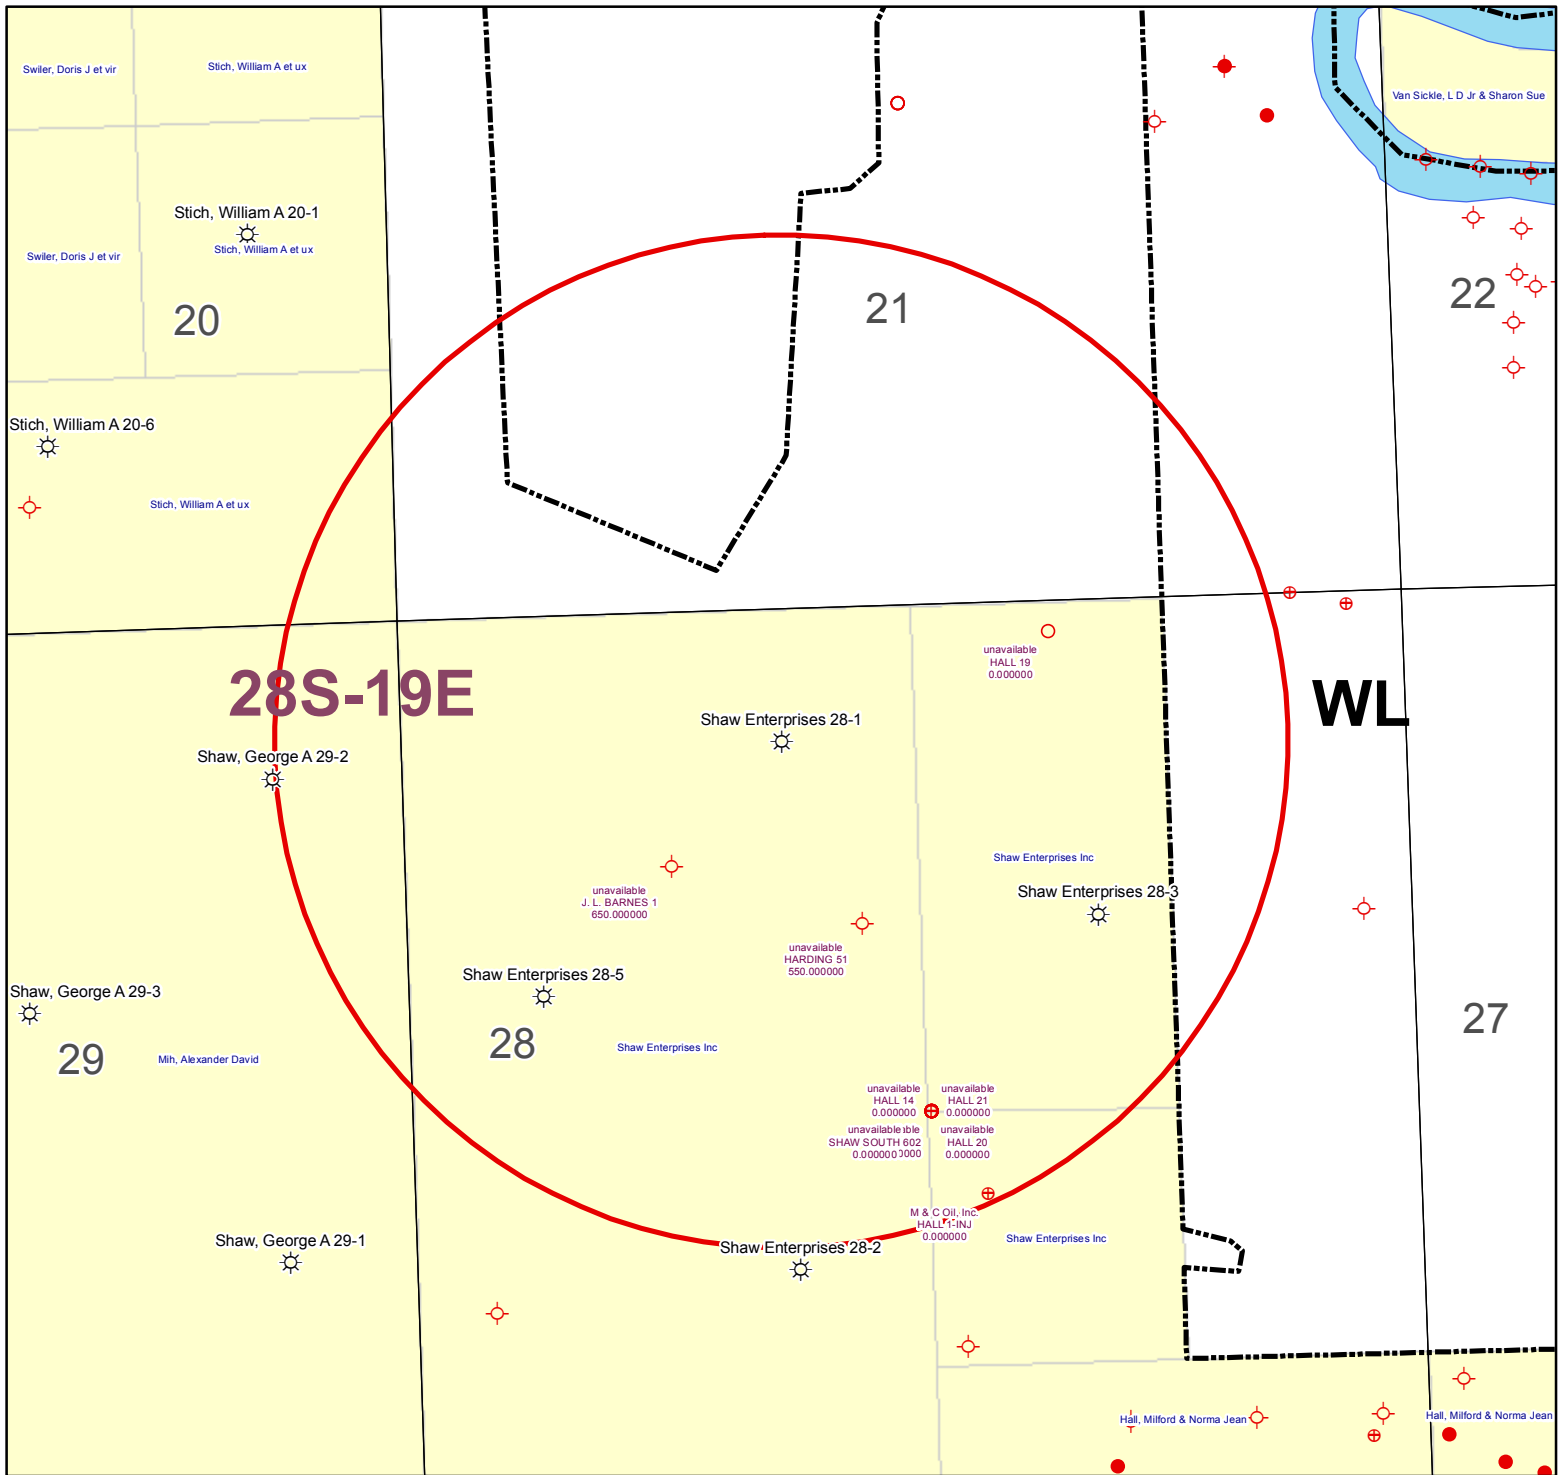 Swiler, Doris J et vir
Stich, William A et ux
Van Sickle, L D Jr & Sharon Sue
Stich, William A 20-1
Swiler, Doris J et vir
Stich, William A et ux
20
21
22
Stich, William A 20-6
Stich, William A et ux
28S-19E
WL
unavailable
HALL 19
0.000000
Shaw Enterprises 28-1
Shaw, George A 29-2
Shaw Enterprises Inc
Shaw Enterprises 28-3
unavailable
J. L. BARNES 1
650.000000
unavailable
HARDING 51
550.000000
Shaw Enterprises 28-5
Shaw, George A 29-3
29
28
27
Mih, Alexander David
Shaw Enterprises Inc
unavailable
HALL 14
0.000000
unavailable
HALL 21
0.000000
unavailable
SHAW SOUTH 602
0.000000
unavailable
HALL 20
0.000000
M & C Oil, Inc.
HALL 1-INJ
0.000000
Shaw Enterprises Inc
Shaw, George A 29-1
Shaw Enterprises 28-2
Hall, Milford & Norma Jean
Hall, Milford & Norma Jean